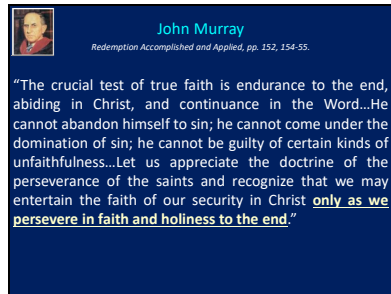 John Murray
Redemption Accomplished and Applied, pp. 152, 154-55.
“The crucial test of true faith is endurance to the end,
abiding in Christ, and continuance in the Word...He
cannot abandon himself to sin; he cannot come under the
domination of sin; he cannot be guilty of certain kinds of
unfaithfulness...Let us appreciate the doctrine of the
perseverance of the saints and recognize that we may
entertain the faith of our security in Christ only as we
persevere in faith and holiness to the end.”